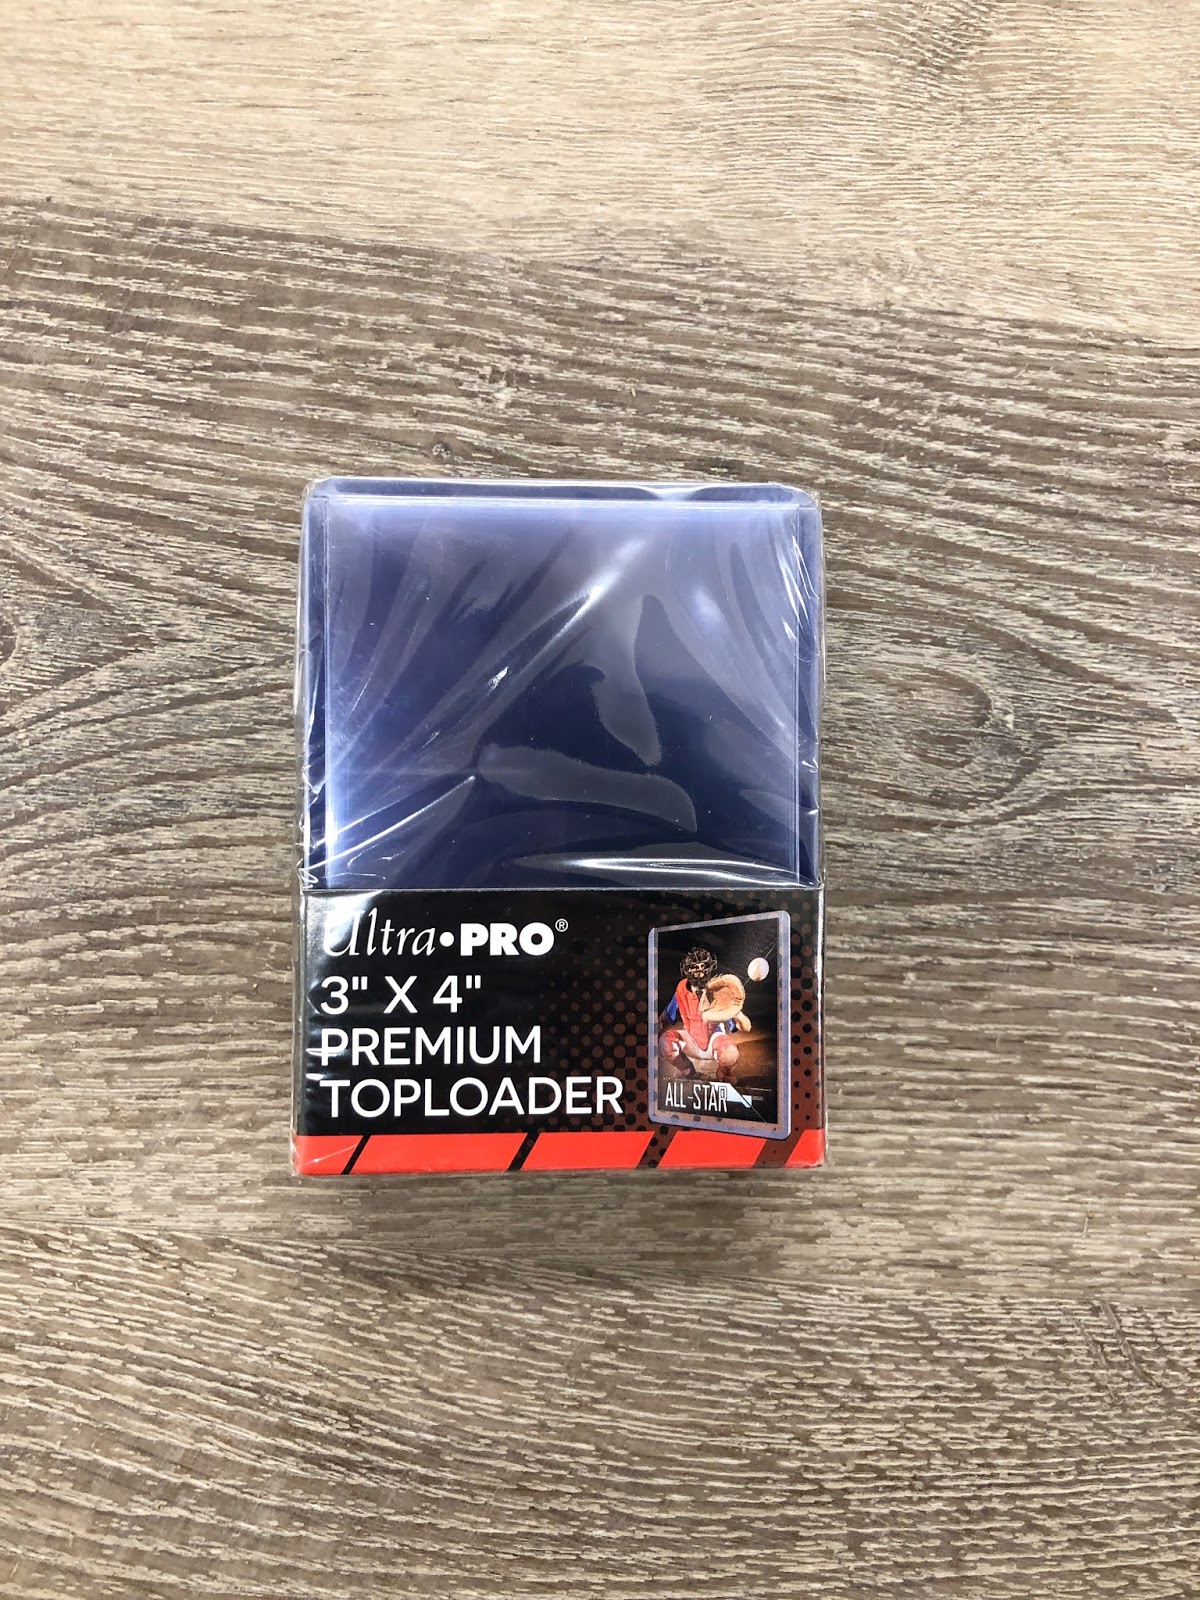 Ultra•PRO®
3" X 4"
PREMIUM
TOPLOADER
ALL-STAR